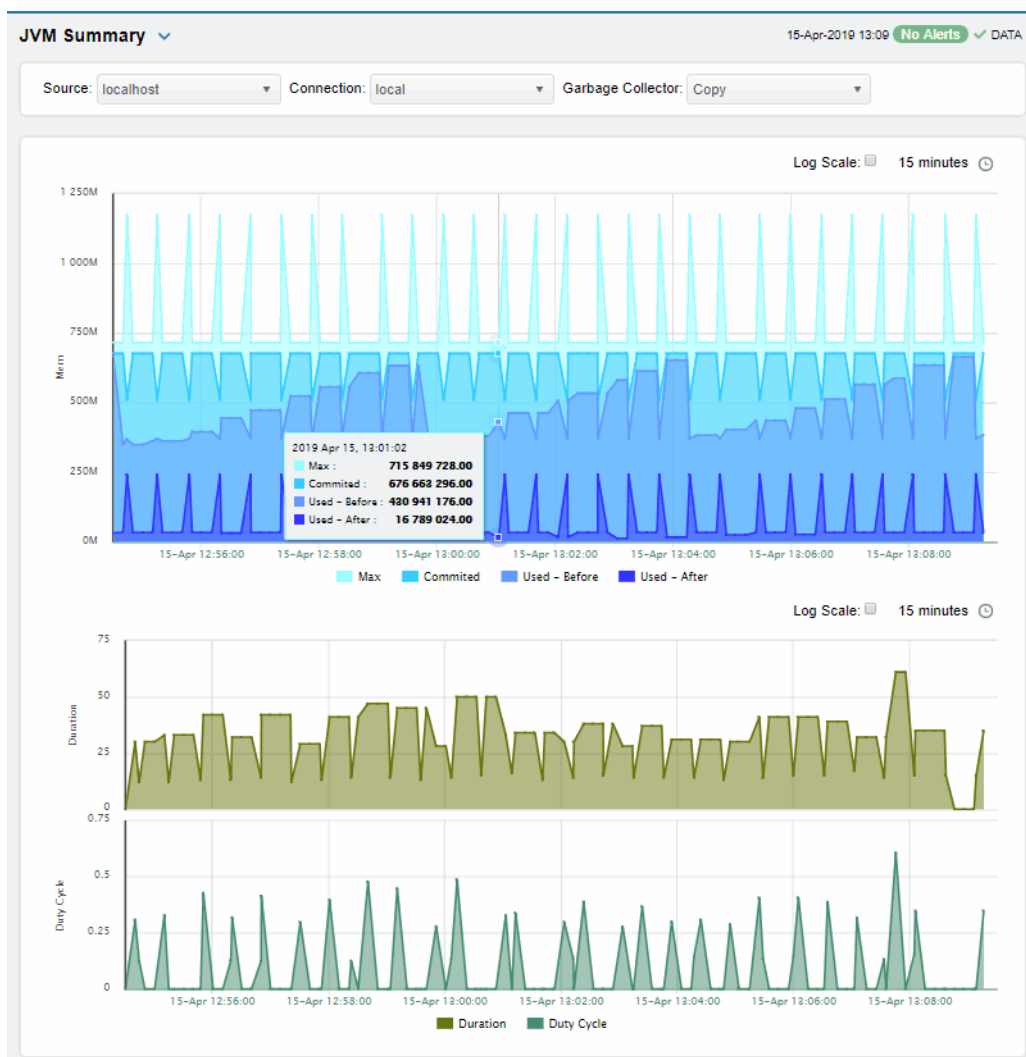 JVM Summary
15-Apr-2019 13:09 No Alerts DATA
Source: localhost Connection: local Garbage Collector: Copy
Log Scale: 15 minutes
1 250M
1 000M
750M
500M
250M
0M
Mem
2019 Apr 15, 13:01:02
Max : 715 849 728.00
Commited : 676 663 296.00
Used - Before : 430 941 176.00
Used - After : 16 789 024.00
15-Apr 12:56:00 15-Apr 12:58:00 15-Apr 13:00:00 15-Apr 13:02:00 15-Apr 13:04:00 15-Apr 13:06:00 15-Apr 13:08:00
Max Commited Used - Before Used - After
Log Scale: 15 minutes
75
50
25
0
Duration
0.75
0.5
0.25
0
Duty Cycle
15-Apr 12:56:00 15-Apr 12:58:00 15-Apr 13:00:00 15-Apr 13:02:00 15-Apr 13:04:00 15-Apr 13:06:00 15-Apr 13:08:00
Duration Duty Cycle